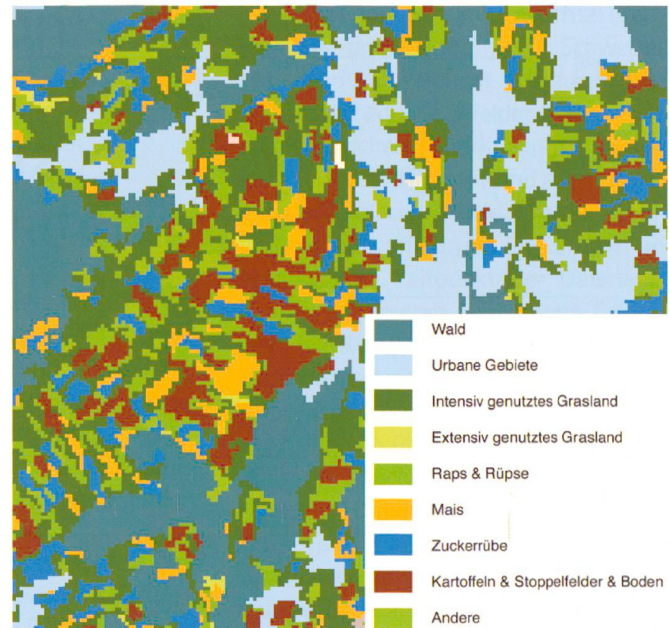 Wald
Urbane Gebiete
Intensiv genutztes Grasland
Extensiv genutztes Grasland
Raps & Rüpse
Mais
Zuckerrübe
Kartoffeln & Stoppelfelder & Boden
Andere